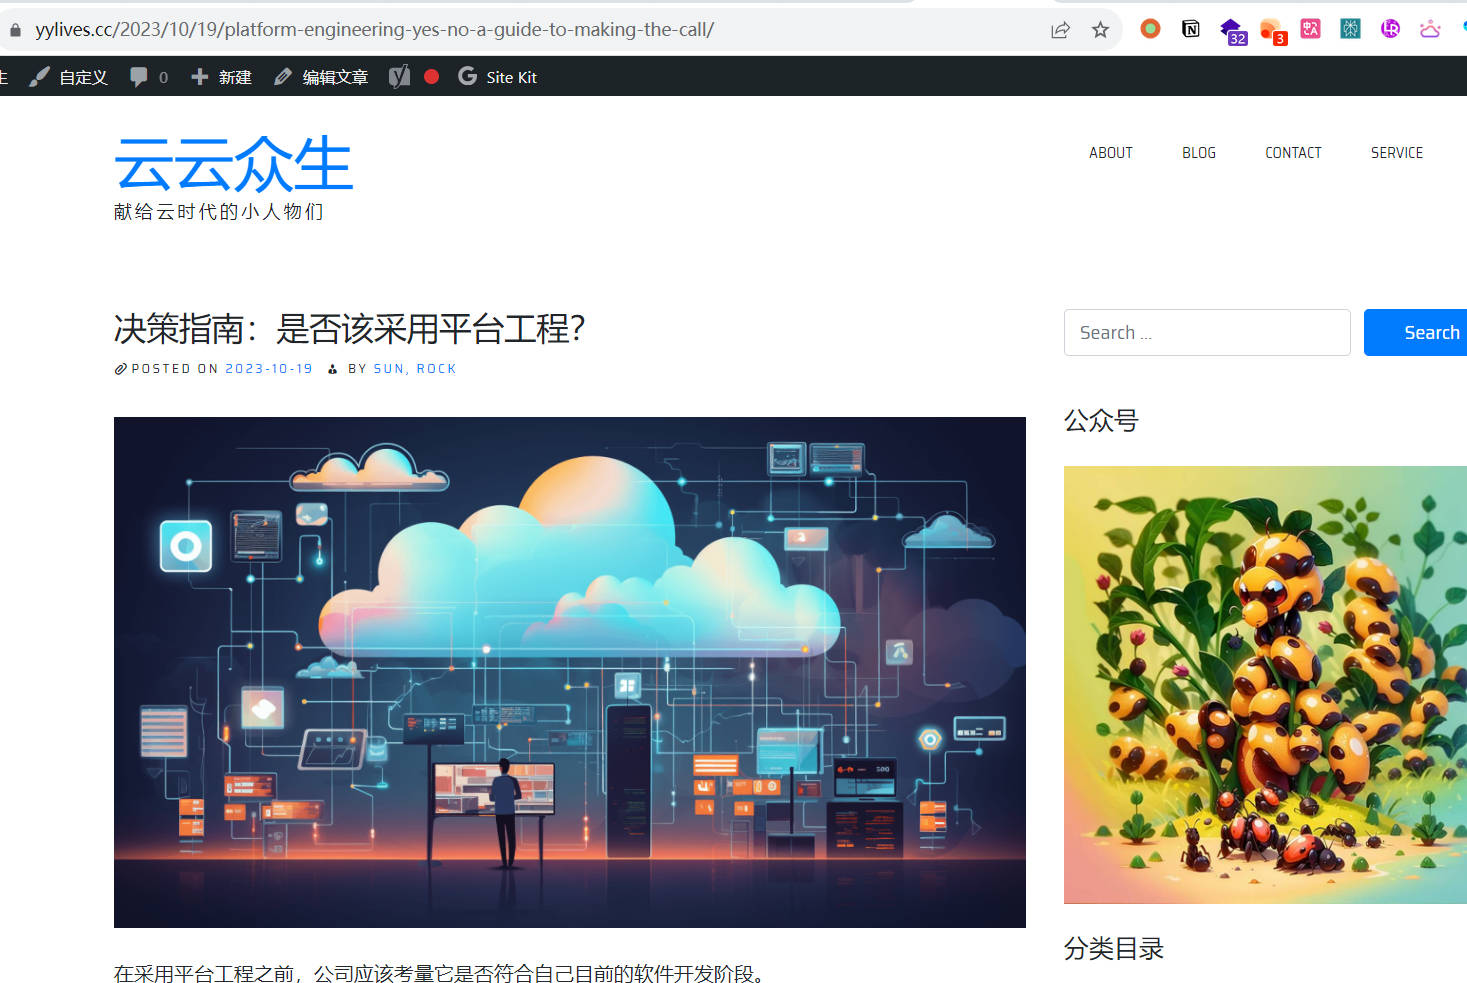 yylives.cc/2023/10/19/platform-engineering-yes-no-a-guide-to-making-the-call/
32
3
自定义 0 新建 编辑文章 Site Kit
云云众生
献给云时代的小人物们
ABOUT BLOG CONTACT SERVICE
决策指南：是否该采用平台工程？
POSTED ON 2023-10-19 BY SUN, ROCK
Search ...
Search
公众号
分类目录
在采用平台工程之前，公司应该考量它是否符合自己目前的软件开发阶段。